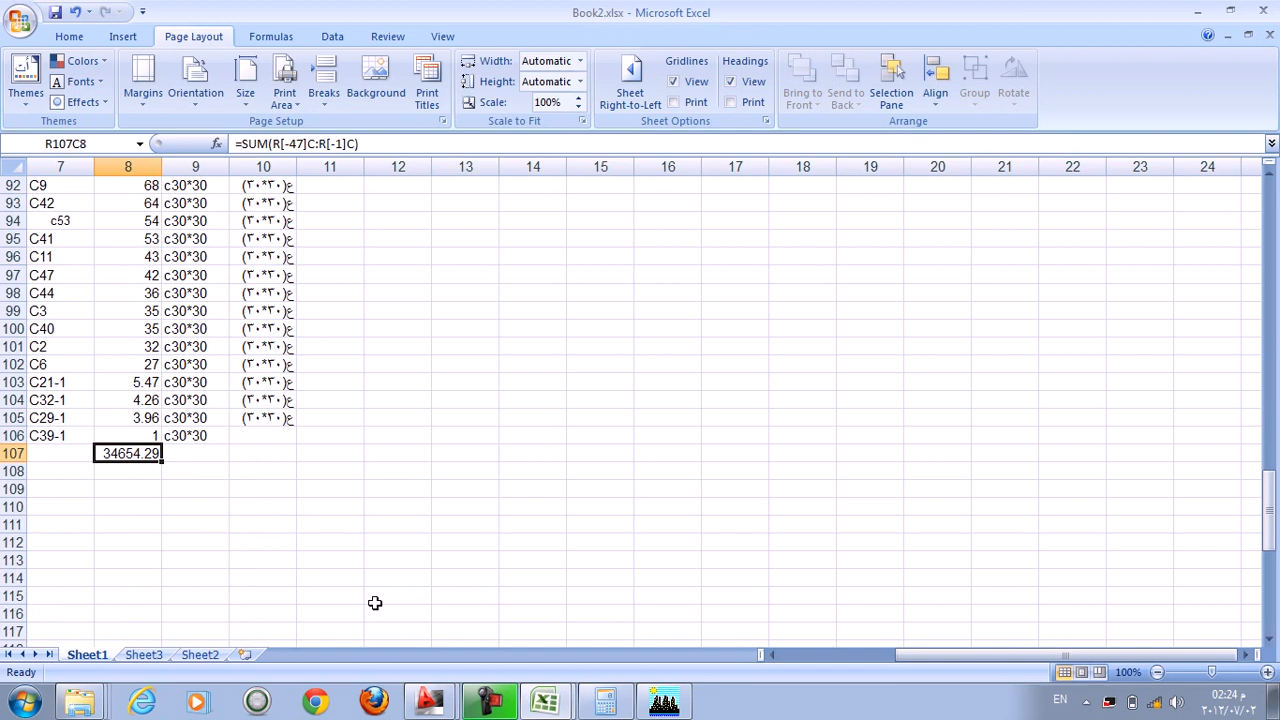 Book2.xlsx - Microsoft Excel
Home Insert Page Layout Formulas Data Review View
Themes Colors Fonts Effects Margins Orientation Size Print Area Breaks Background Print Titles Width: Automatic Height: Automatic Scale: 100% Sheet Right-to-Left Gridlines View Print Headings View Print Bring to Front Send to Back Selection Pane Align Group Rotate
Themes Page Setup Scale to Fit Sheet Options Arrange
R107C8 fx =SUM(R[-47]C:R[-1]C)
7 8 9 10 11 12 13 14 15 16 17 18 19 20 21 22 23 24
92 C9 68 c30*30 ع(٣٠*٣٠)
93 C42 64 c30*30 ع(٣٠*٣٠)
94 c53 54 c30*30 ع(٣٠*٣٠)
95 C41 53 c30*30 ع(٣٠*٣٠)
96 C11 43 c30*30 ع(٣٠*٣٠)
97 C47 42 c30*30 ع(٣٠*٣٠)
98 C44 36 c30*30 ع(٣٠*٣٠)
99 C3 35 c30*30 ع(٣٠*٣٠)
100 C40 35 c30*30 ع(٣٠*٣٠)
101 C2 32 c30*30 ع(٣٠*٣٠)
102 C6 27 c30*30 ع(٣٠*٣٠)
103 C21-1 5.47 c30*30 ع(٣٠*٣٠)
104 C32-1 4.26 c30*30 ع(٣٠*٣٠)
105 C29-1 3.96 c30*30 ع(٣٠*٣٠)
106 C39-1 1 c30*30
107 34654.29
108
109
110
111
112
113
114
115
116
117
Sheet1 Sheet3 Sheet2
Ready 100%
EN 02:24 م
٢٠١٢/٠٧/٠٢